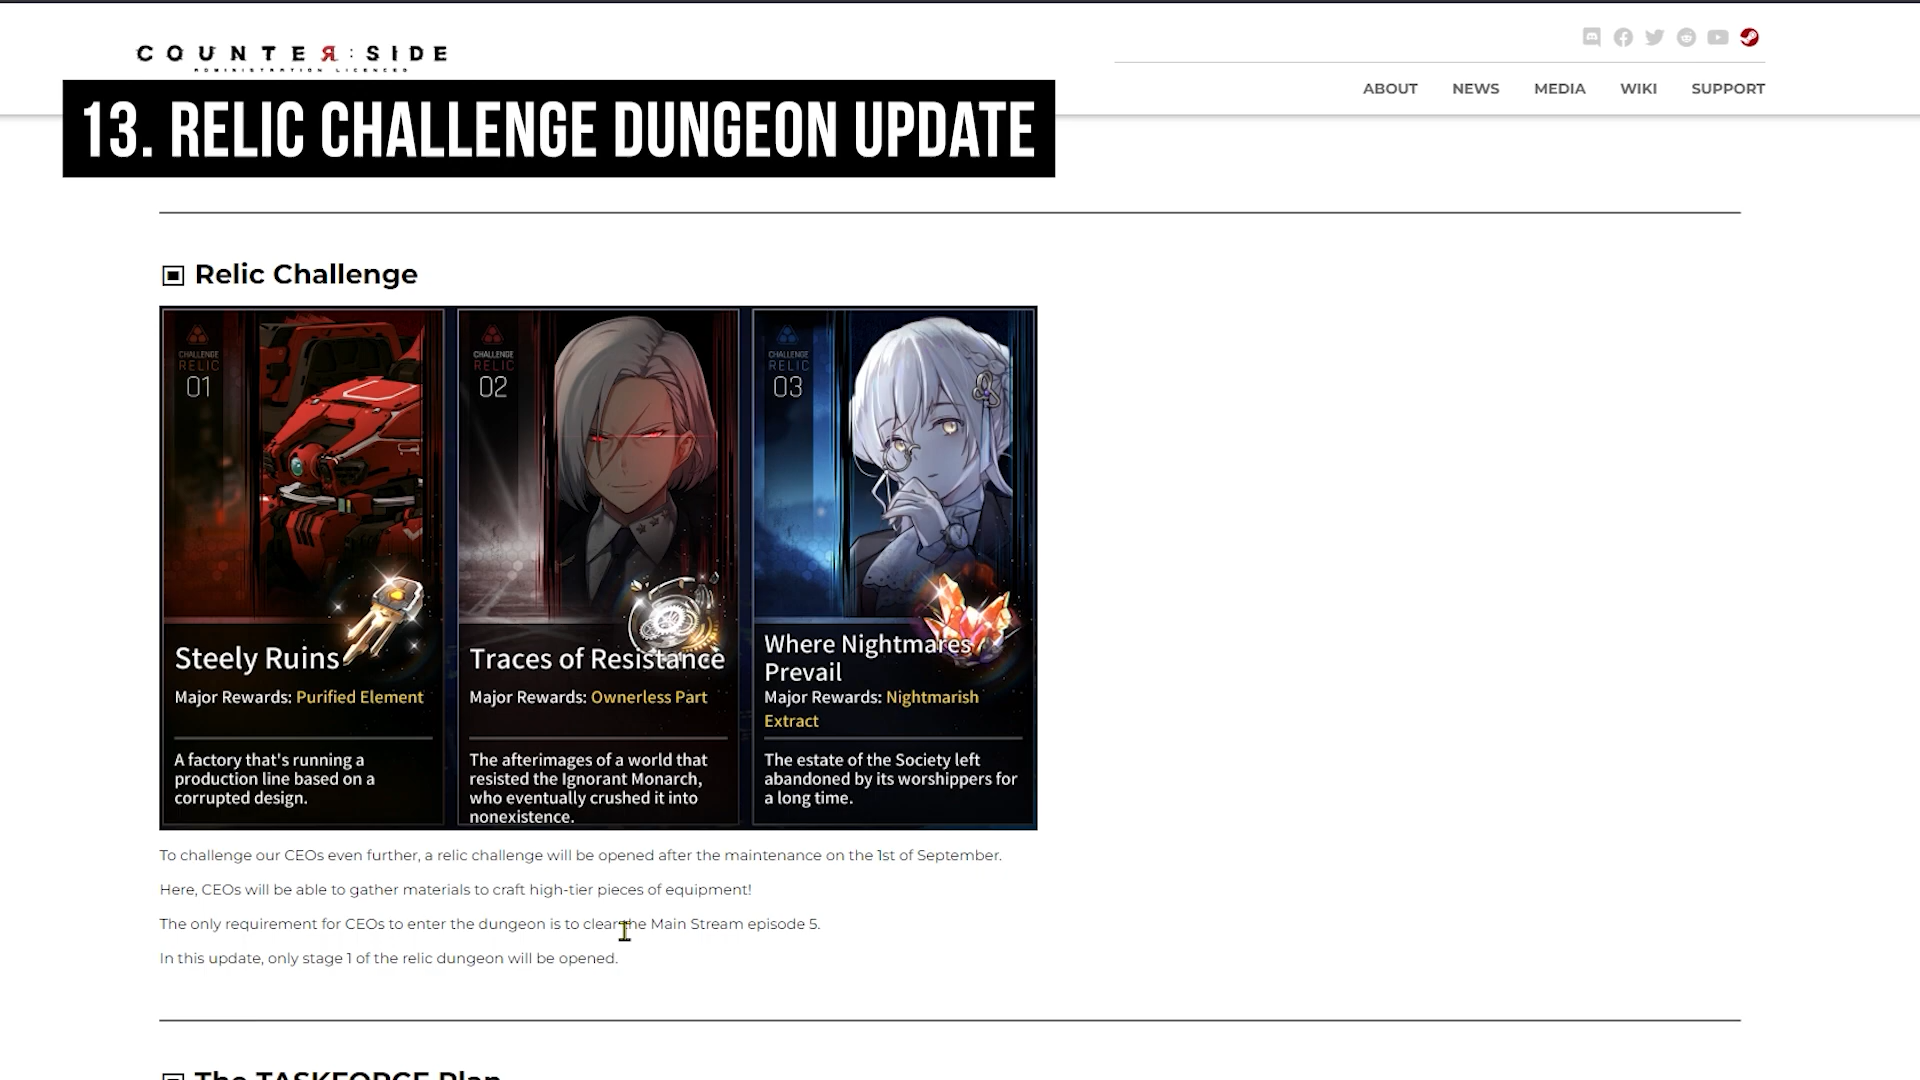 COUNTER:SIDE
ADMINISTRATION LICENCED
ABOUT NEWS MEDIA WIKI SUPPORT
13. RELIC CHALLENGE DUNGEON UPDATE
Relic Challenge
CHALLENGE
RELIC
01
Steely Ruins
Major Rewards: Purified Element
A factory that's running a
production line based on a
corrupted design.
CHALLENGE
RELIC
02
Traces of Resistance
Major Rewards: Ownerless Part
The afterimages of a world that
resisted the Ignorant Monarch,
who eventually crushed it into
nonexistence.
CHALLENGE
RELIC
03
Where Nightmares
Prevail
Major Rewards: Nightmarish
Extract
The estate of the Society left
abandoned by its worshippers for
a long time.
To challenge our CEOs even further, a relic challenge will be opened after the maintenance on the 1st of September.
Here, CEOs will be able to gather materials to craft high-tier pieces of equipment!
The only requirement for CEOs to enter the dungeon is to clear the Main Stream episode 5.
In this update, only stage 1 of the relic dungeon will be opened.
The TASKFORCE Plan